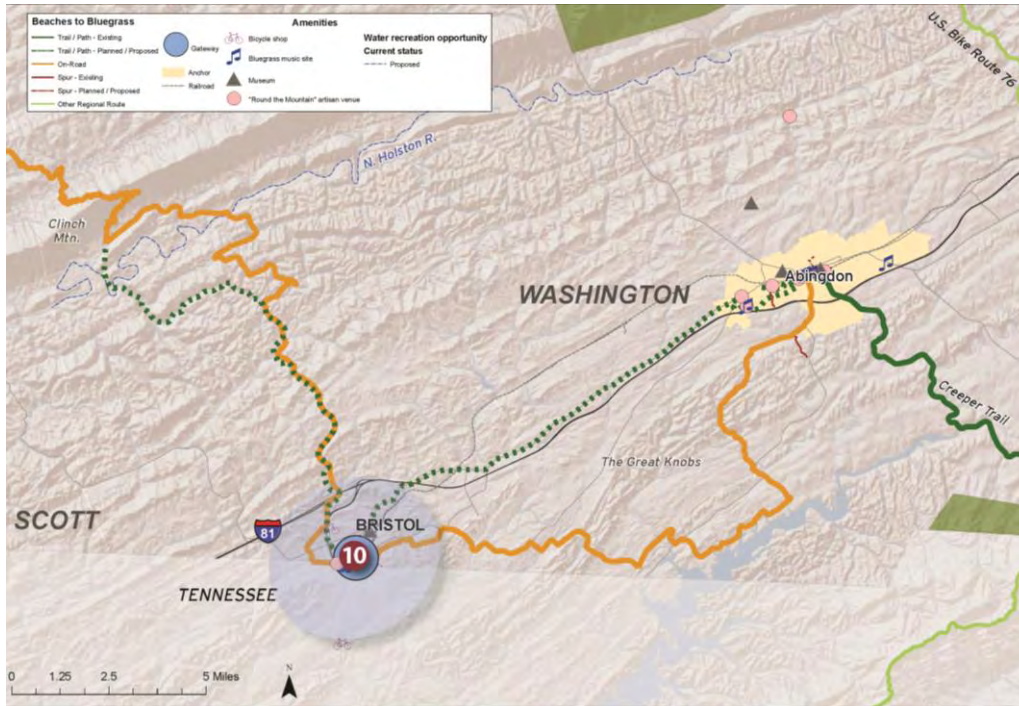 Beaches to Bluegrass
Trail / Path - Existing
Trail / Path - Planned / Proposed
On-Road
Spur - Existing
Spur - Planned / Proposed
Other Regional Route
Gateway
Anchor
Railroad
Amenities
Bicycle shop
Bluegrass music site
Museum
"Round the Mountain" artisan venue
Water recreation opportunity
Current status
Proposed
U.S. Bike Route 76
N. Holston R.
Clinch
Mtn.
WASHINGTON
Abingdon
Creeper Trail
The Great Knobs
SCOTT
81
BRISTOL
10
TENNESSEE
0 1.25 2.5 5 Miles
N